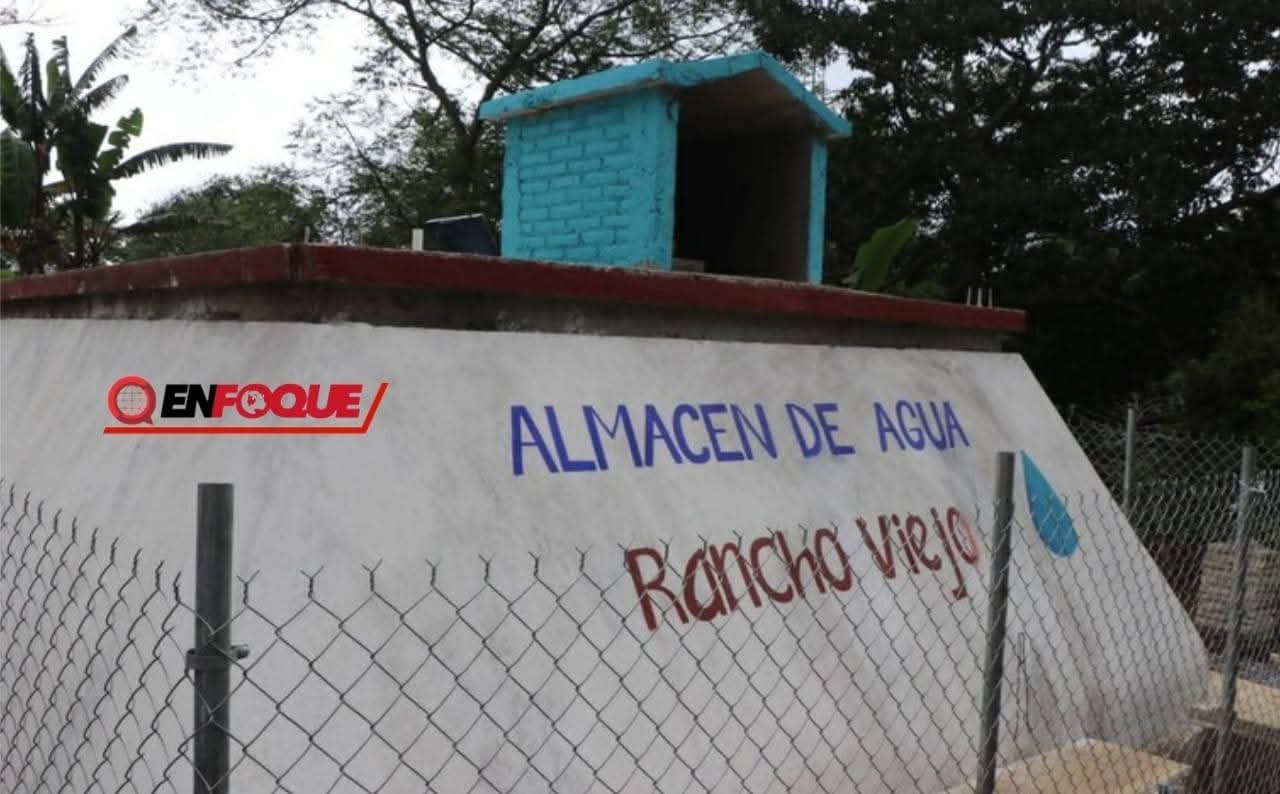 ENFOQUE
ALMACEN DE AGUA
Rancho Viejo